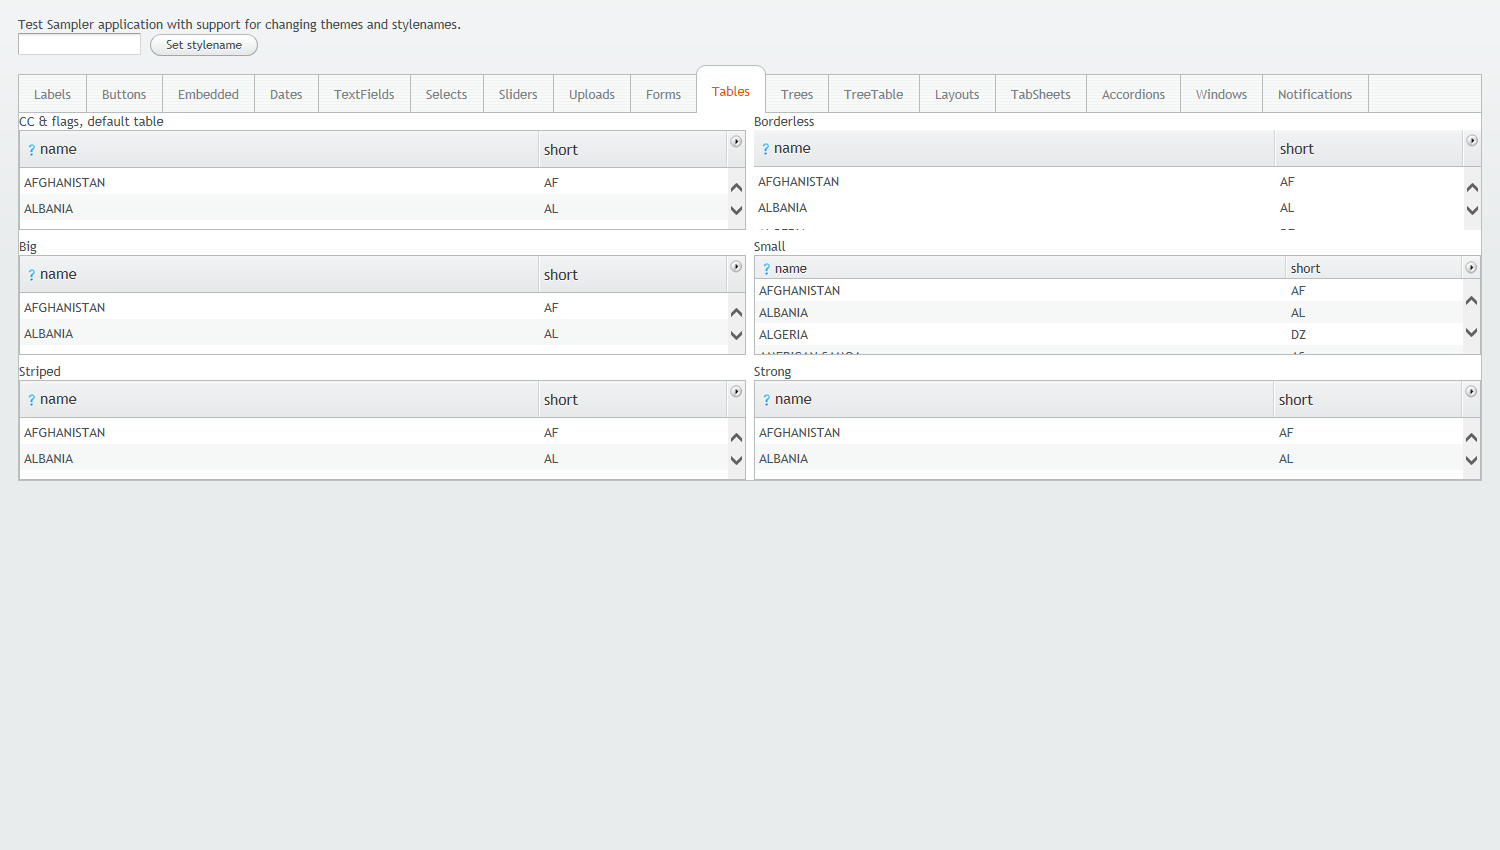 Test Sampler application with support for changing themes and stylenames.
Set stylename
Labels Buttons Embedded Dates TextFields Selects Sliders Uploads Forms Tables Trees TreeTable Layouts TabSheets Accordions Windows Notifications
CC & flags, default table
? name short
AFGHANISTAN AF
ALBANIA AL
Borderless
? name short
AFGHANISTAN AF
ALBANIA AL
Big
? name short
AFGHANISTAN AF
ALBANIA AL
Small
? name short
AFGHANISTAN AF
ALBANIA AL
ALGERIA DZ
Striped
? name short
AFGHANISTAN AF
ALBANIA AL
Strong
? name short
AFGHANISTAN AF
ALBANIA AL